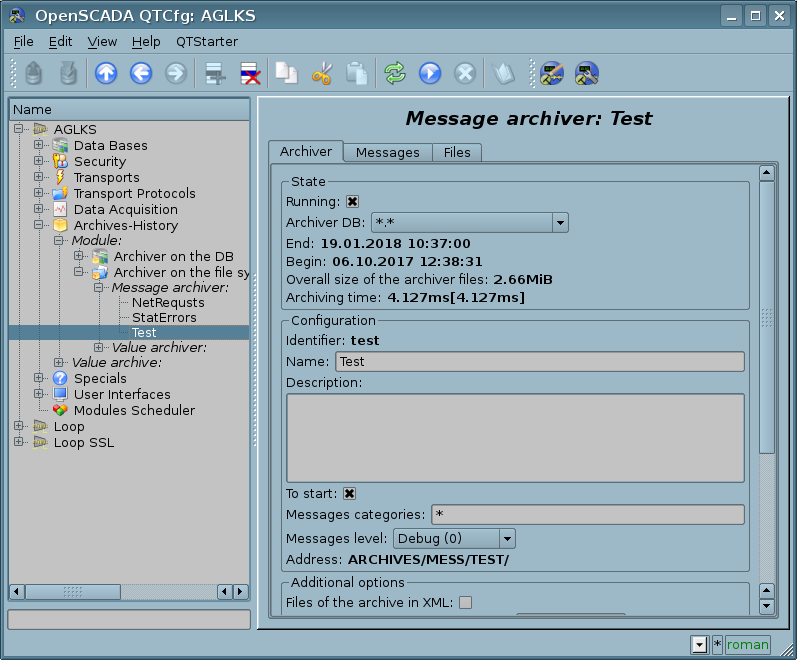 OpenSCADA QTCfg: AGLKS
File Edit View Help QTStarter
Name
AGLKS
Data Bases
Security
Transports
Transport Protocols
Data Acquisition
Archives-History
Module:
Archiver on the DB
Archiver on the file sy
Message archiver:
NetRequsts
StatErrors
Test
Value archiver:
Value archive:
Specials
User Interfaces
Modules Scheduler
Loop
Loop SSL
Message archiver: Test
Archiver Messages Files
State
Running:
Archiver DB: *.*
End: 19.01.2018 10:37:00
Begin: 06.10.2017 12:38:31
Overall size of the archiver files: 2.66MiB
Archiving time: 4.127ms[4.127ms]
Configuration
Identifier: test
Name: Test
Description:
To start:
Messages categories: *
Messages level: Debug (0)
Address: ARCHIVES/MESS/TEST/
Additional options
Files of the archive in XML:
* roman